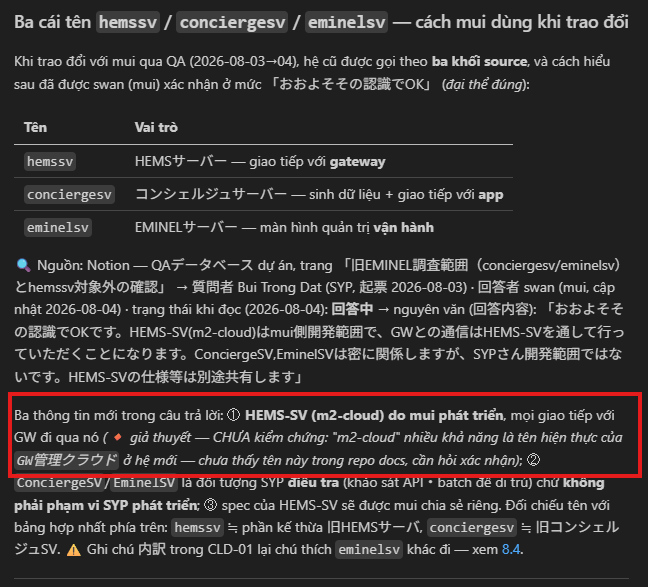 Ba cái tên hemssv / conciergesv / eminelsv — cách mui dùng khi trao đổi
Khi trao đổi với mui qua QA (2026-08-03→04), hệ cũ được gọi theo ba khối source, và cách hiểu
sau đã được swan (mui) xác nhận ở mức 「おおよそその認識でOK」 (đại thể đúng):
Tên Vai trò
hemssv HEMSサーバー — giao tiếp với gateway
conciergesv コンシェルジュサーバー — sinh dữ liệu + giao tiếp với app
eminelsv EMINELサーバー — màn hình quản trị vận hành
🔍 Nguồn: Notion — QAデータベース dự án, trang 「旧EMINEL調査範囲（conciergesv/eminelsv）
とhemssv対象外の確認」 → 質問者 Bui Trong Dat (SYP, 起票 2026-08-03) · 回答者 swan (mui, cập
nhật 2026-08-04) · trạng thái khi đọc (2026-08-04): 回答中 → nguyên văn (回答内容): 「おおよそそ
の認識でOKです。HEMS-SV(m2-cloud)はmui側開発範囲で、GWとの通信はHEMS-SVを通して行っ
ていただくことになります。ConciergeSV,EminelSVは密に関係しますが、SYPさん開発範囲ではな
いです。HEMS-SVの仕様等は別途共有します」
Ba thông tin mới trong câu trả lời: ① HEMS-SV (m2-cloud) do mui phát triển, mọi giao tiếp với
GW đi qua nó (🔸 giả thuyết — CHƯA kiểm chứng: "m2-cloud" nhiều khả năng là tên hiện thực của
GW管理クラウド ở hệ mới — chưa thấy tên này trong repo docs, cần hỏi xác nhận); ②
ConciergeSV/EminelSV là đối tượng SYP điều tra (khảo sát API・batch để di trú) chứ không
phải phạm vi SYP phát triển; ③ spec của HEMS-SV sẽ được mui chia sẻ riêng. Đối chiếu tên với
bảng hợp nhất phía trên: hemssv ≒ phần kế thừa 旧HEMSサーバ, conciergesv ≒ 旧コンシェル
ジュSV. ⚠️ Ghi chú 内訳 trong CLD-01 lại chú thích eminelsv khác đi — xem 8.4.